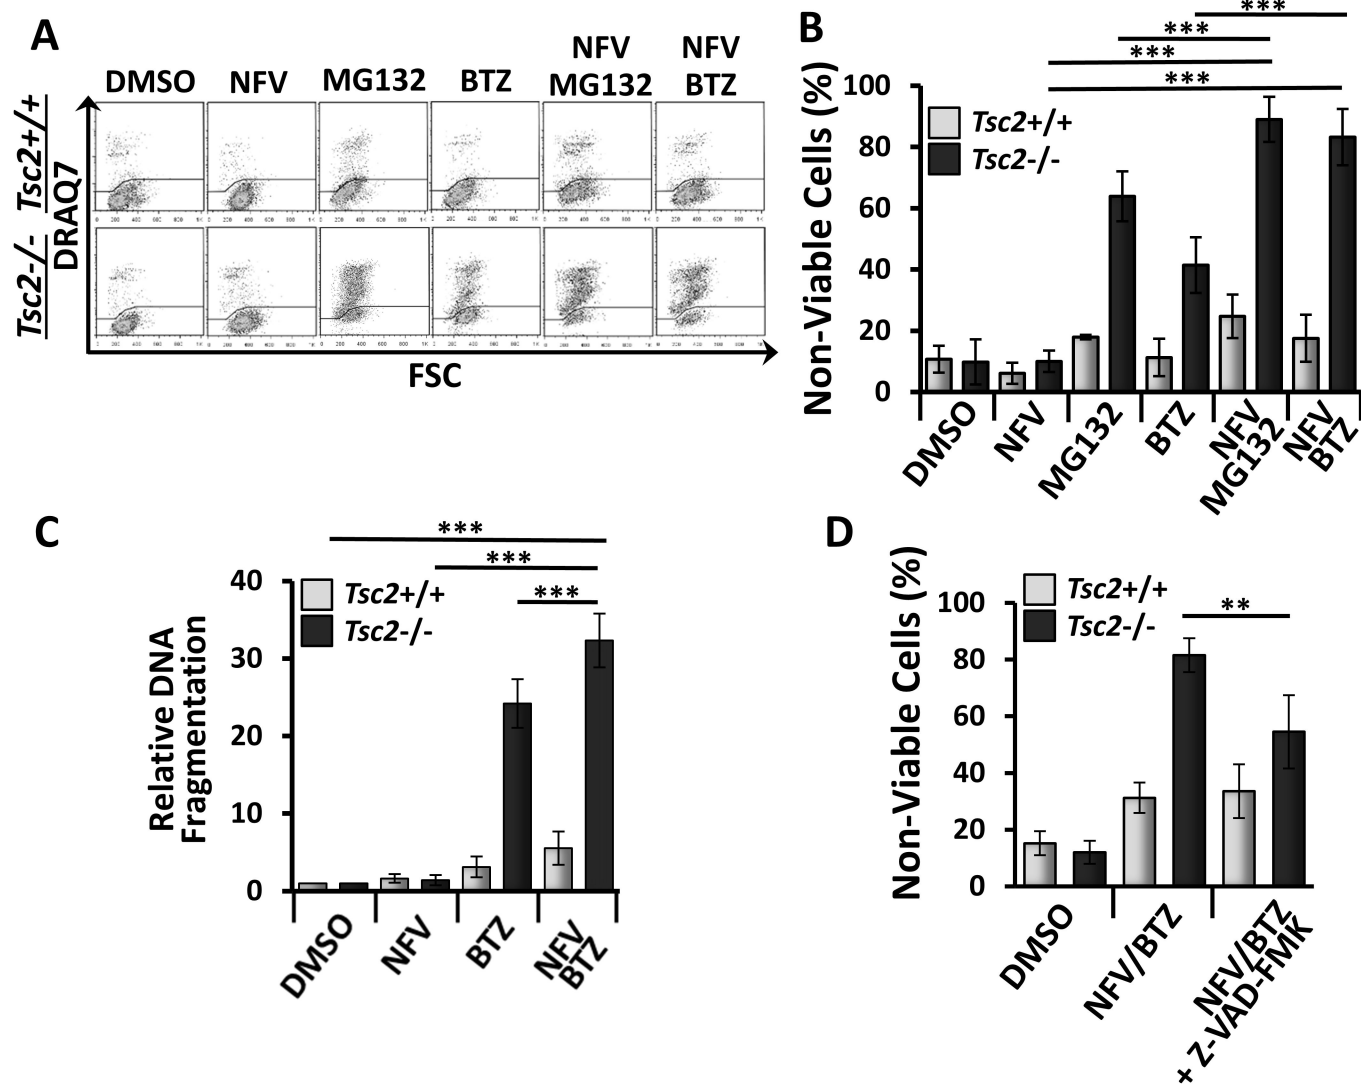 A
DMSO
NFV
MG132
BTZ
NFV
MG132
NFV
BTZ
Tsc2+/+
Tsc2-/-
DRAQ7
FSC
B
***
***
***
***
Non-Viable Cells (%)
100
80
60
40
20
0
Tsc2+/+
Tsc2-/-
DMSO
NFV
MG132
BTZ
NFV
MG132
NFV
BTZ
C
***
***
***
Relative DNA
Fragmentation
40
30
20
10
0
Tsc2+/+
Tsc2-/-
DMSO
NFV
BTZ
NFV
BTZ
D
**
Non-Viable Cells (%)
100
80
60
40
20
0
Tsc2+/+
Tsc2-/-
DMSO
NFV/BTZ
NFV/BTZ
+ Z-VAD-FMK